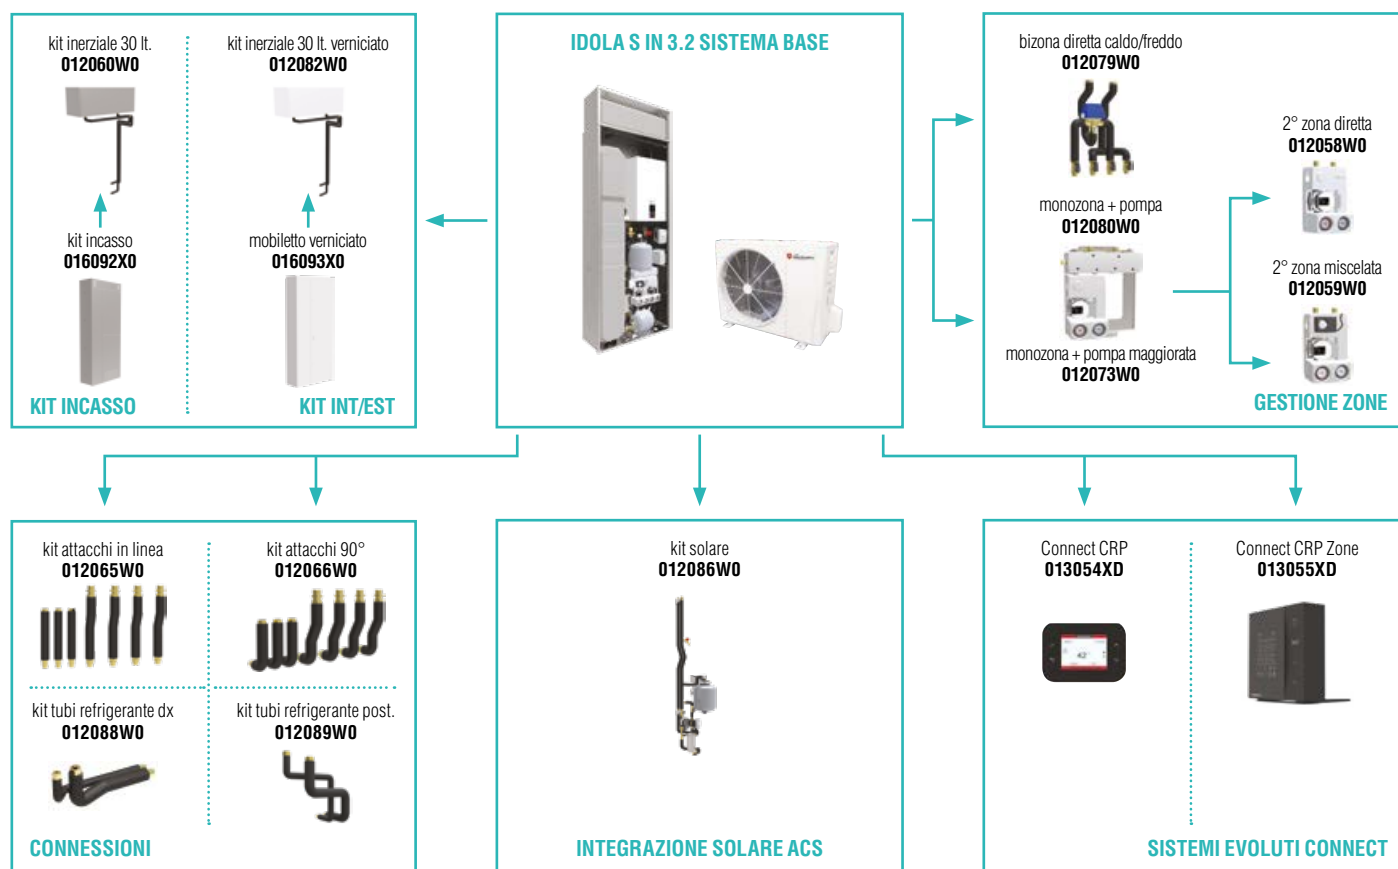 kit inerziale 30 lt.
012060W0
kit inerziale 30 lt. verniciato
012082W0
kit incasso
016092X0
mobiletto verniciato
016093X0
KIT INCASSO
KIT INT/EST
IDOLA S IN 3.2 SISTEMA BASE
bizona diretta caldo/freddo
012079W0
monozona + pompa
012080W0
monozona + pompa maggiorata
012073W0
2° zona diretta
012058W0
2° zona miscelata
012059W0
GESTIONE ZONE
kit attacchi in linea
012065W0
kit attacchi 90°
012066W0
kit tubi refrigerante dx
012088W0
kit tubi refrigerante post.
012089W0
CONNESSIONI
kit solare
012086W0
INTEGRAZIONE SOLARE ACS
Connect CRP
013054XD
42°
Connect CRP Zone
013055XD
SISTEMI EVOLUTI CONNECT